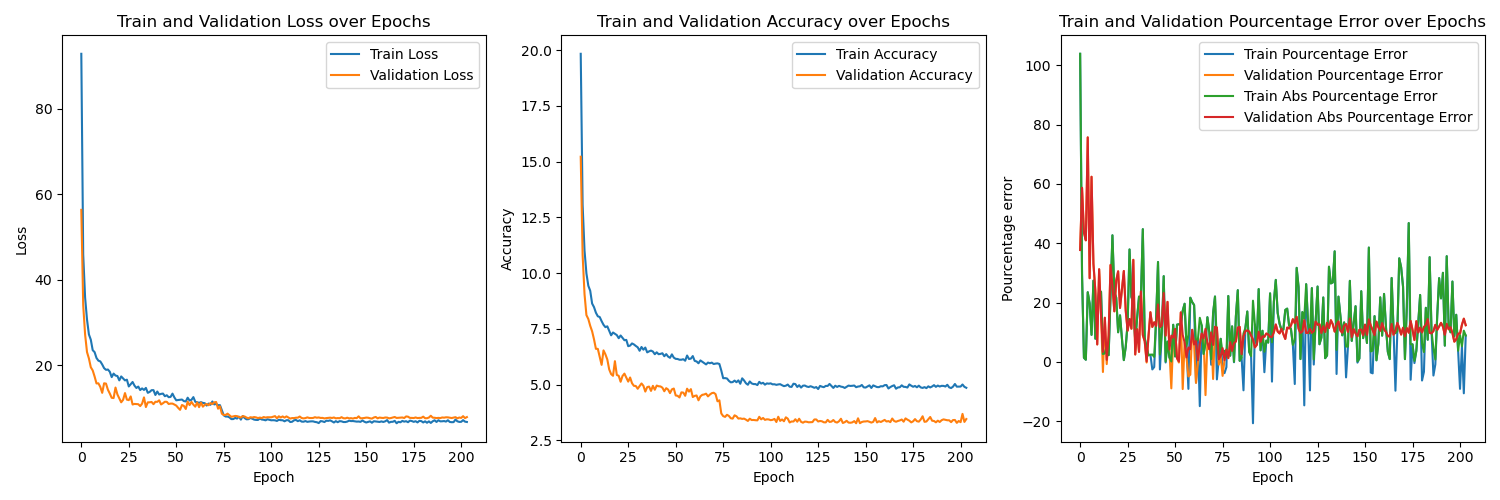 Train and Validation Loss over Epochs
Train Loss
Validation Loss
80
60
40
20
Loss
0 25 50 75 100 125 150 175 200
Epoch
Train and Validation Accuracy over Epochs
Train Accuracy
Validation Accuracy
20.0
17.5
15.0
12.5
10.0
7.5
5.0
2.5
Accuracy
0 25 50 75 100 125 150 175 200
Epoch
Train and Validation Pourcentage Error over Epochs
Train Pourcentage Error
Validation Pourcentage Error
Train Abs Pourcentage Error
Validation Abs Pourcentage Error
100
80
60
40
20
0
−20
Pourcentage error
0 25 50 75 100 125 150 175 200
Epoch